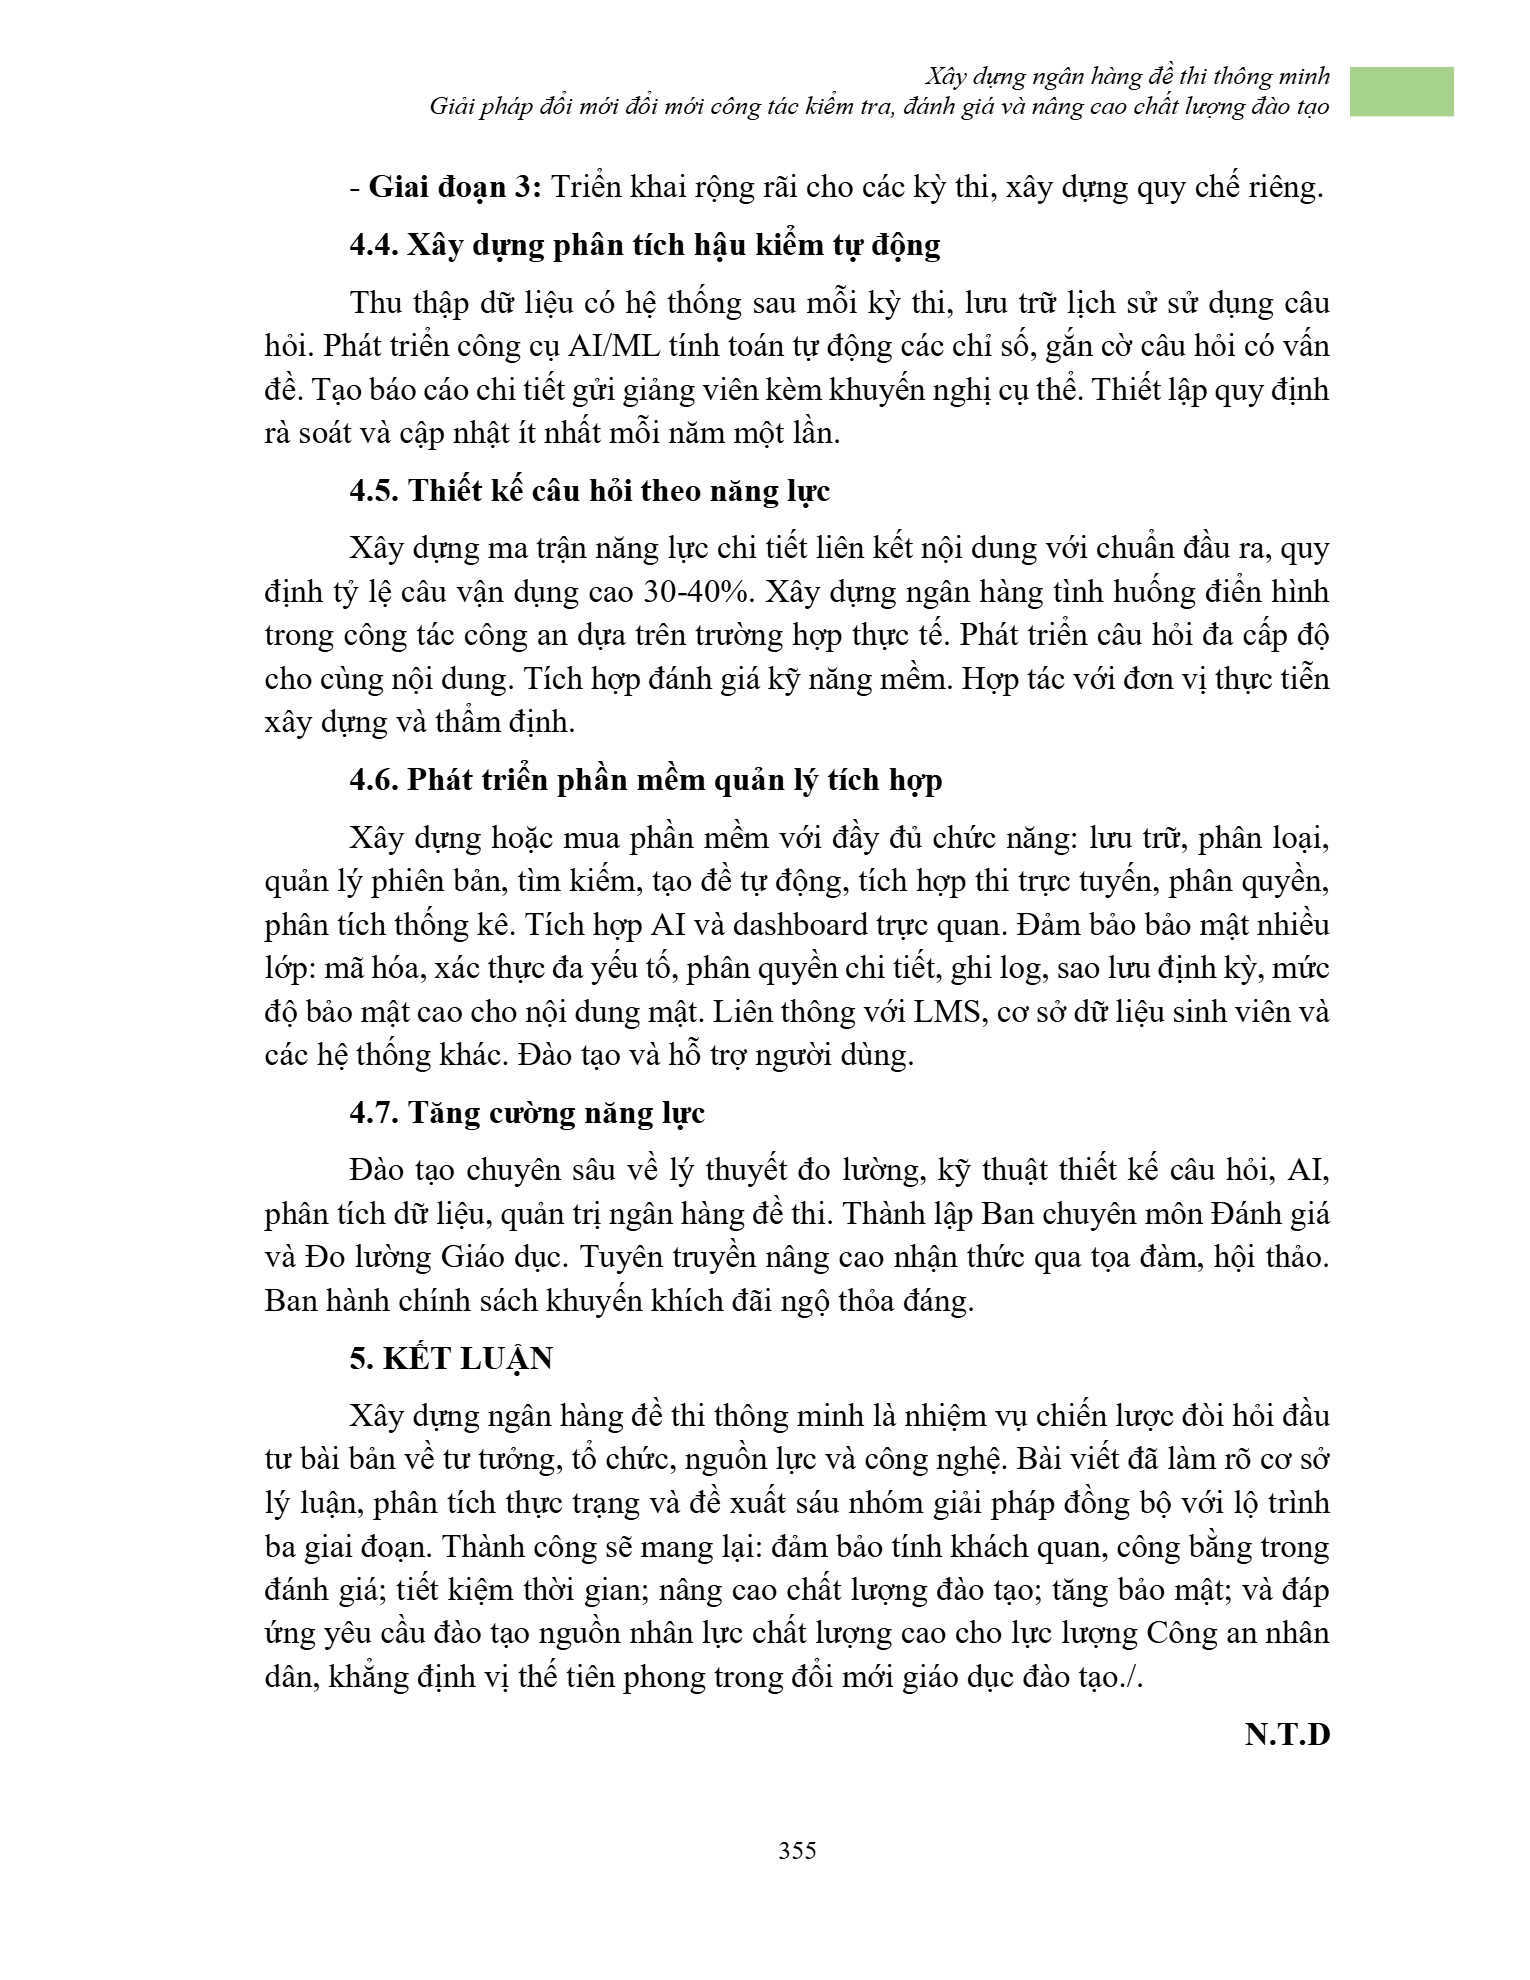 Xây dựng ngân hàng đề thi thông minh
Giải pháp đổi mới đổi mới công tác kiểm tra, đánh giá và nâng cao chất lượng đào tạo
- Giai đoạn 3: Triển khai rộng rãi cho các kỳ thi, xây dựng quy chế riêng.
4.4. Xây dựng phân tích hậu kiểm tự động
Thu thập dữ liệu có hệ thống sau mỗi kỳ thi, lưu trữ lịch sử sử dụng câu
hỏi. Phát triển công cụ AI/ML tính toán tự động các chỉ số, gắn cờ câu hỏi có vấn
đề. Tạo báo cáo chi tiết gửi giảng viên kèm khuyến nghị cụ thể. Thiết lập quy định
rà soát và cập nhật ít nhất mỗi năm một lần.
4.5. Thiết kế câu hỏi theo năng lực
Xây dựng ma trận năng lực chi tiết liên kết nội dung với chuẩn đầu ra, quy
định tỷ lệ câu vận dụng cao 30-40%. Xây dựng ngân hàng tình huống điển hình
trong công tác công an dựa trên trường hợp thực tế. Phát triển câu hỏi đa cấp độ
cho cùng nội dung. Tích hợp đánh giá kỹ năng mềm. Hợp tác với đơn vị thực tiễn
xây dựng và thẩm định.
4.6. Phát triển phần mềm quản lý tích hợp
Xây dựng hoặc mua phần mềm với đầy đủ chức năng: lưu trữ, phân loại,
quản lý phiên bản, tìm kiếm, tạo đề tự động, tích hợp thi trực tuyến, phân quyền,
phân tích thống kê. Tích hợp AI và dashboard trực quan. Đảm bảo bảo mật nhiều
lớp: mã hóa, xác thực đa yếu tố, phân quyền chi tiết, ghi log, sao lưu định kỳ, mức
độ bảo mật cao cho nội dung mật. Liên thông với LMS, cơ sở dữ liệu sinh viên và
các hệ thống khác. Đào tạo và hỗ trợ người dùng.
4.7. Tăng cường năng lực
Đào tạo chuyên sâu về lý thuyết đo lường, kỹ thuật thiết kế câu hỏi, AI,
phân tích dữ liệu, quản trị ngân hàng đề thi. Thành lập Ban chuyên môn Đánh giá
và Đo lường Giáo dục. Tuyên truyền nâng cao nhận thức qua tọa đàm, hội thảo.
Ban hành chính sách khuyến khích đãi ngộ thỏa đáng.
5. KẾT LUẬN
Xây dựng ngân hàng đề thi thông minh là nhiệm vụ chiến lược đòi hỏi đầu
tư bài bản về tư tưởng, tổ chức, nguồn lực và công nghệ. Bài viết đã làm rõ cơ sở
lý luận, phân tích thực trạng và đề xuất sáu nhóm giải pháp đồng bộ với lộ trình
ba giai đoạn. Thành công sẽ mang lại: đảm bảo tính khách quan, công bằng trong
đánh giá; tiết kiệm thời gian; nâng cao chất lượng đào tạo; tăng bảo mật; và đáp
ứng yêu cầu đào tạo nguồn nhân lực chất lượng cao cho lực lượng Công an nhân
dân, khẳng định vị thế tiên phong trong đổi mới giáo dục đào tạo./.
N.T.D
355